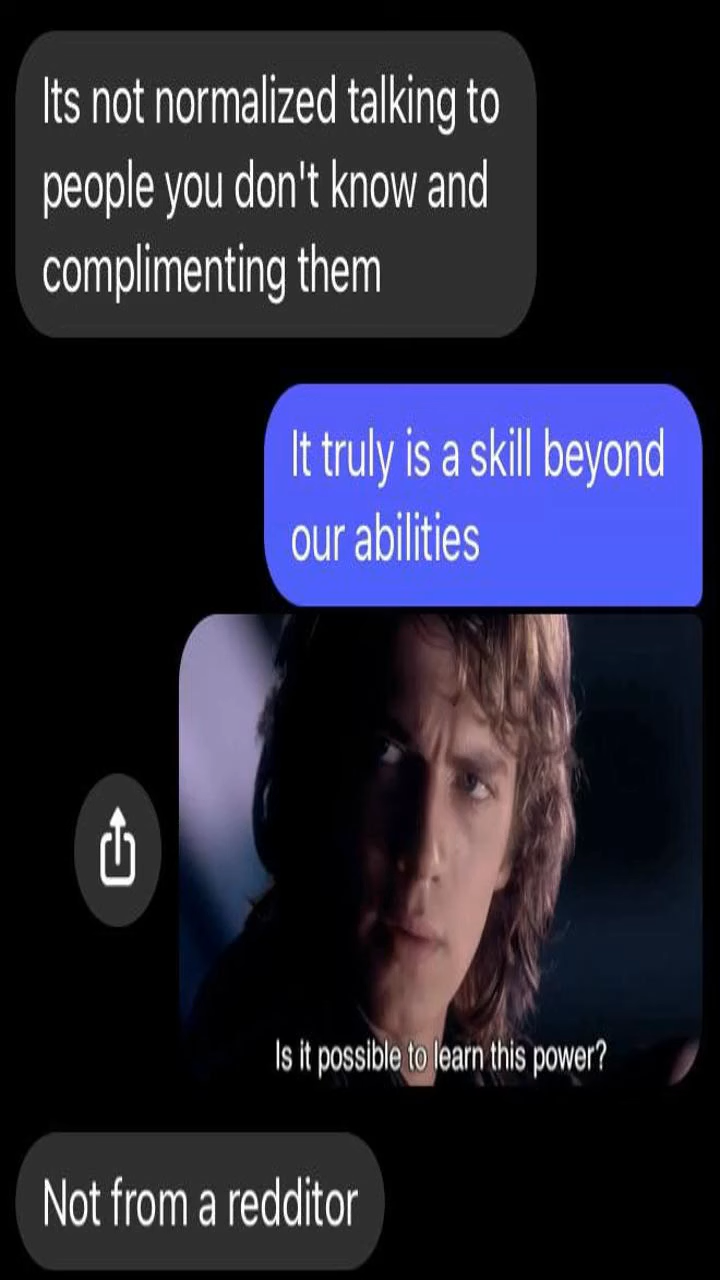 Its not normalized talking to
people you don't know and
complimenting them
It truly is a skill beyond
our abilities
Is it possible to learn this power?
Not from a redditor